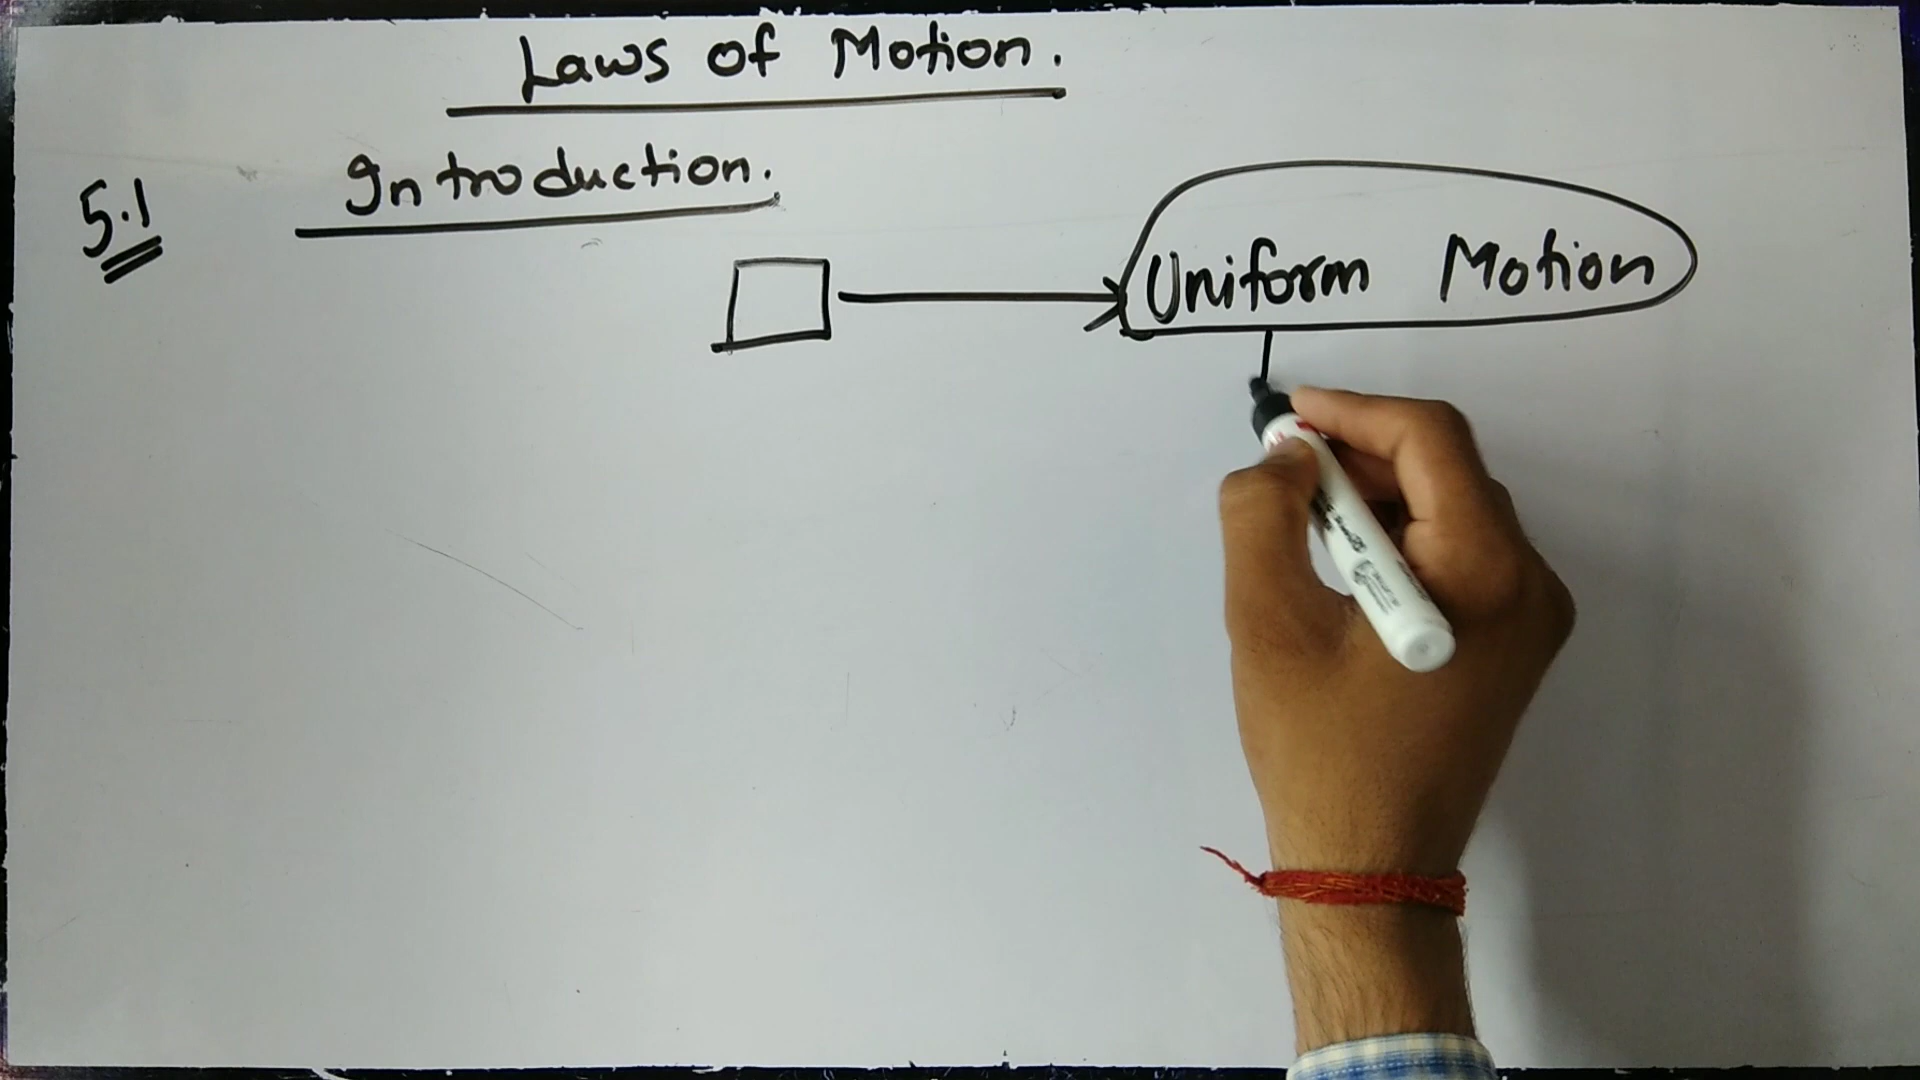 Laws of Motion.
5.1 Introduction.
Uniform Motion